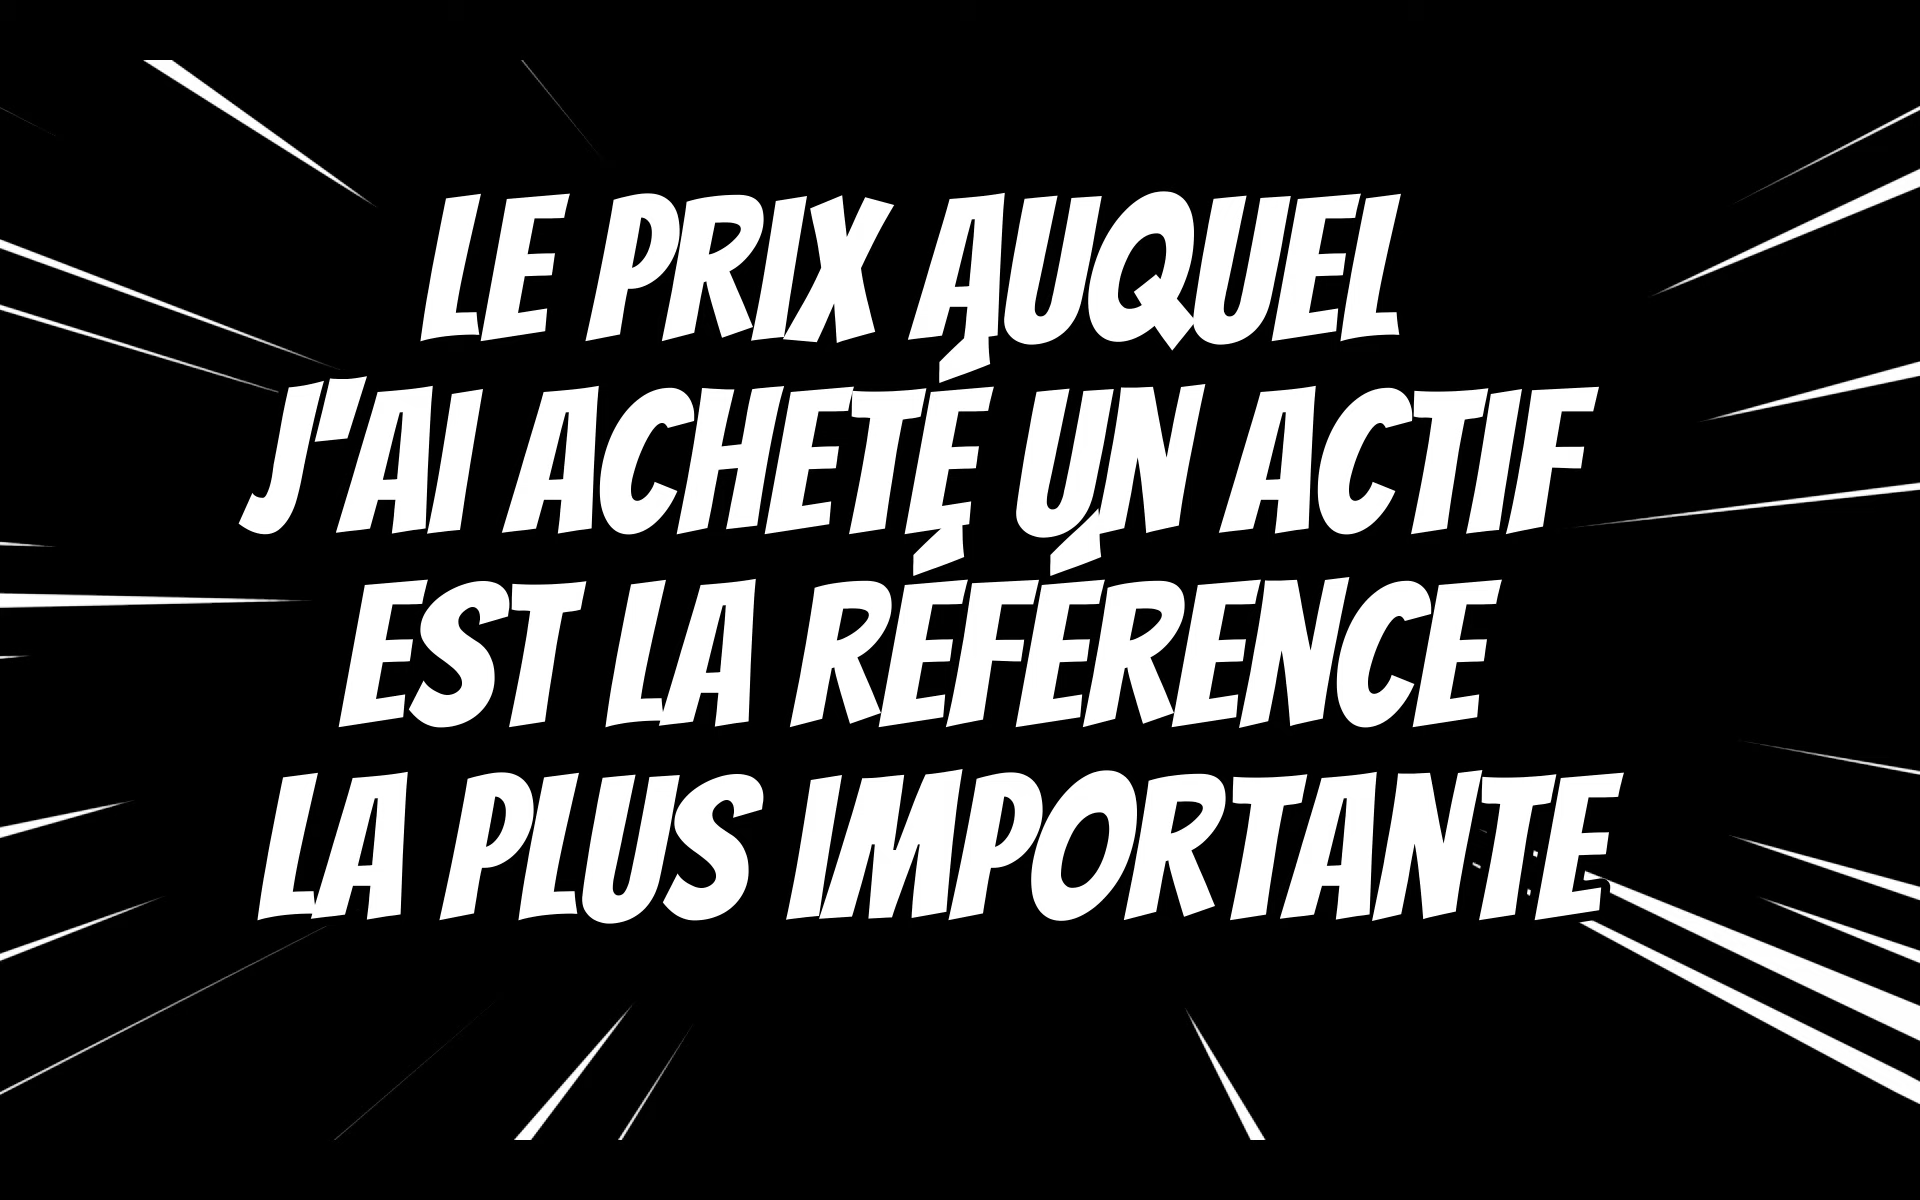 LE PRIX AUQUEL
J'AI ACHETÉ UN ACTIF
EST LA RÉFÉRENCE
LA PLUS IMPORTANTE